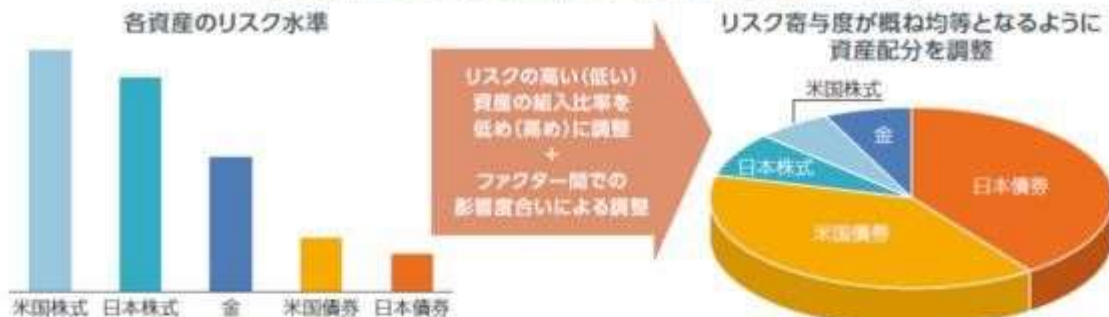 各資産のリスク水準
米国株式
日本株式
金
米国債券
日本債券
リスクの高い(低い)
資産の組入比率を
低め(高め)に調整
+
ファクター間での
影響度合いによる調整
リスク寄与度が概ね均等となるように
資産配分を調整
米国株式
金
日本株式
日本債券
米国債券